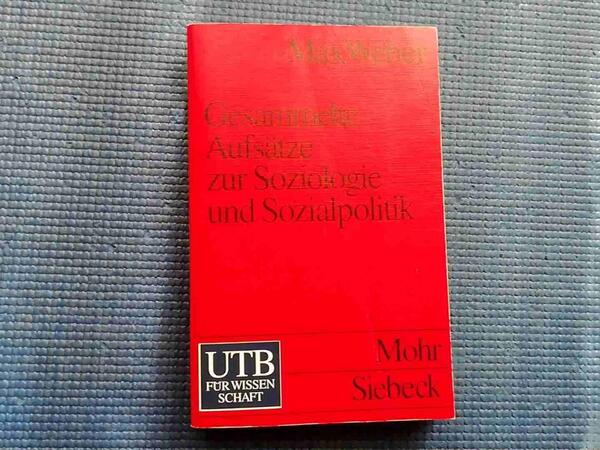 Max Weber
Gesammelte
Aufsätze
zur Soziologie
und Sozialpolitik
UTB
FÜR WISSEN
SCHAFT
Mohr
Siebeck